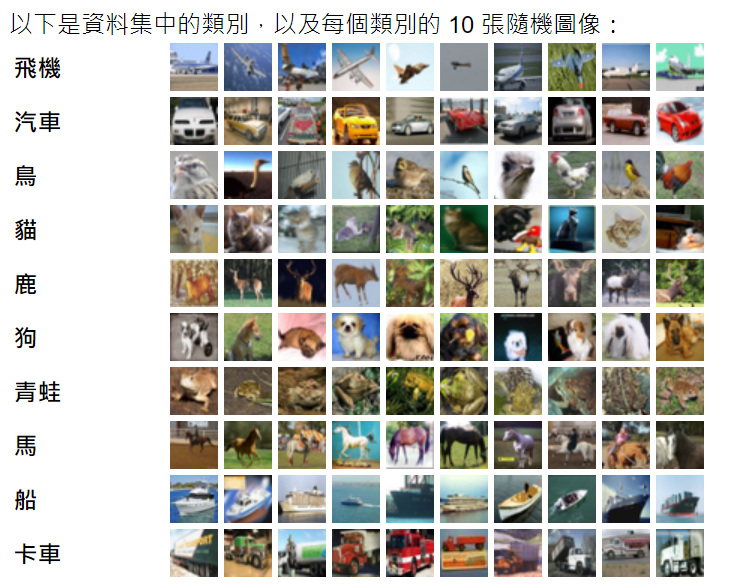 以下是資料集中的類別，以及每個類別的 10 張隨機圖像：
飛機
汽車
鳥
貓
鹿
狗
青蛙
馬
船
卡車